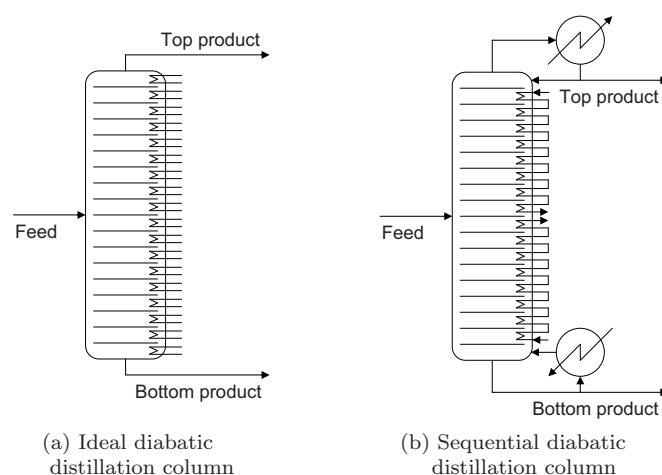 Top product
Feed
Bottom product
(a) Ideal diabatic
distillation column
Top product
Feed
Bottom product
(b) Sequential diabatic
distillation column